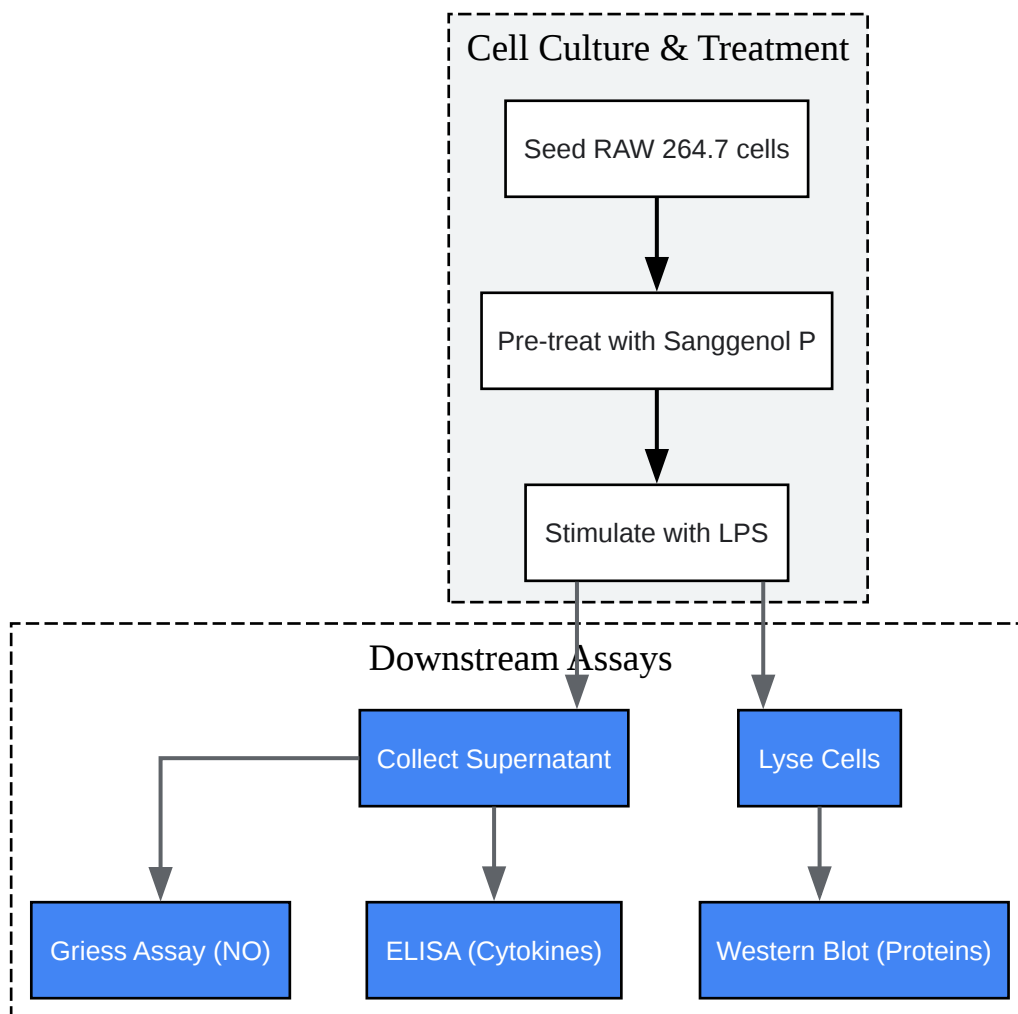 Cell Culture & Treatment
Seed RAW 264.7 cells
Pre-treat with Sanggenol P
Stimulate with LPS
Downstream Assays
Collect Supernatant
Lyse Cells
Griess Assay (NO)
ELISA (Cytokines)
Western Blot (Proteins)